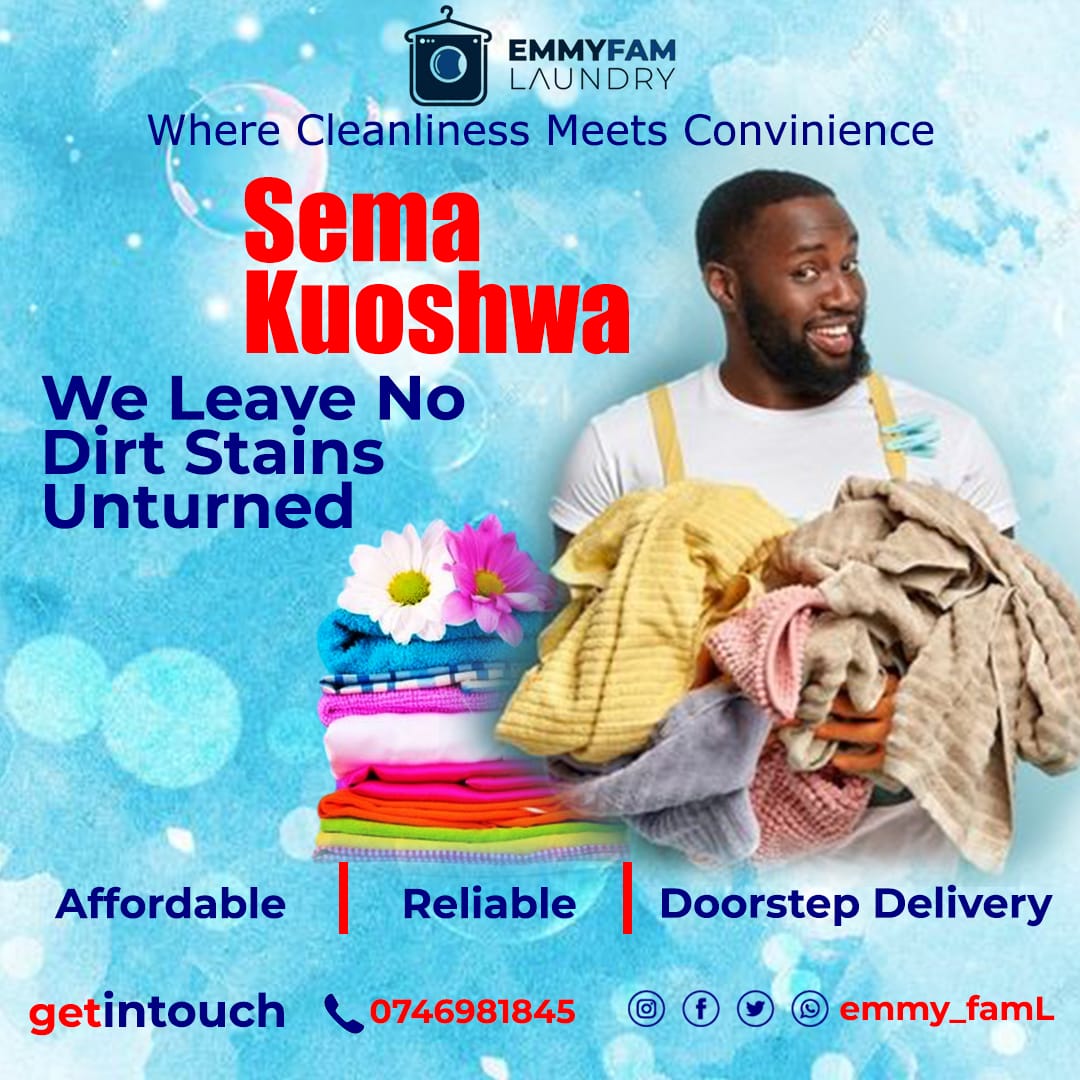 EMMYFAM
LAUNDRY
Where Cleanliness Meets Convinience
Sema
Kuoshwa
We Leave No
Dirt Stains
Unturned
Affordable | Reliable | Doorstep Delivery
getintouch 0746981845 emmy_famL